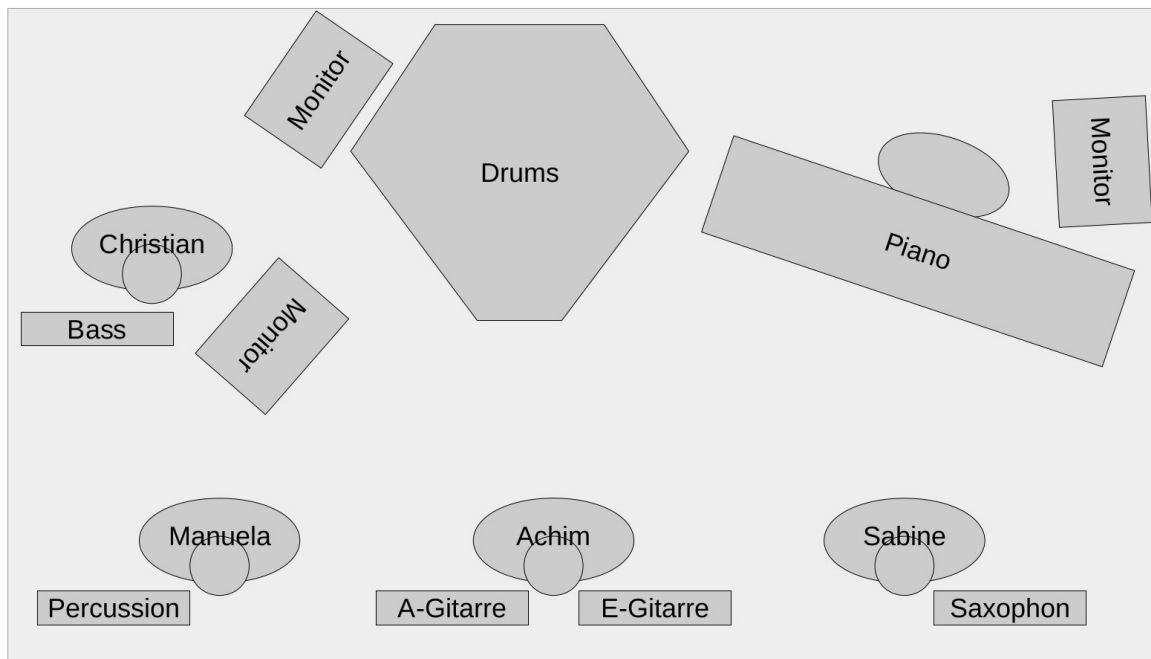 Monitor
Drums
Monitor
Piano
Christian
Bass
Monitor
Manuela
Achim
Sabine
Percussion
A-Gitarre
E-Gitarre
Saxophon